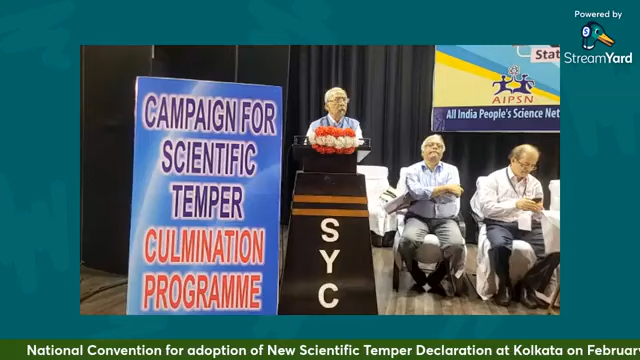 Powered by
StreamYard
Stat
AIPSN
All India People's Science Net
CAMPAIGN FOR
SCIENTIFIC
TEMPER
CULMINATION
PROGRAMME
S
Y
C
National Convention for adoption of New Scientific Temper Declaration at Kolkata on February